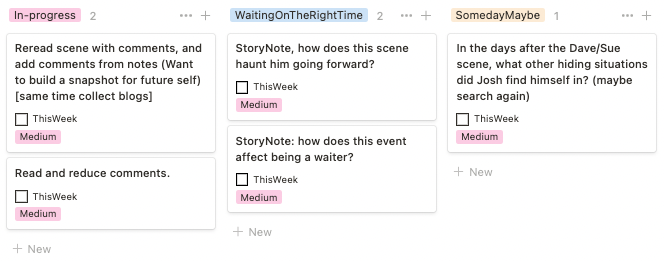 In-progress 2
Reread scene with comments, and
add comments from notes (Want
to build a snapshot for future self)
[same time collect blogs]
ThisWeek
Medium
Read and reduce comments.
ThisWeek
Medium
+ New
WaitingOnTheRightTime 2
StoryNote, how does this scene
haunt him going forward?
ThisWeek
Medium
StoryNote: how does this event
affect being a waiter?
ThisWeek
Medium
+ New
SomedayMaybe 1
In the days after the Dave/Sue
scene, what other hiding situations
did Josh find himself in? (maybe
search again)
ThisWeek
Medium
+ New